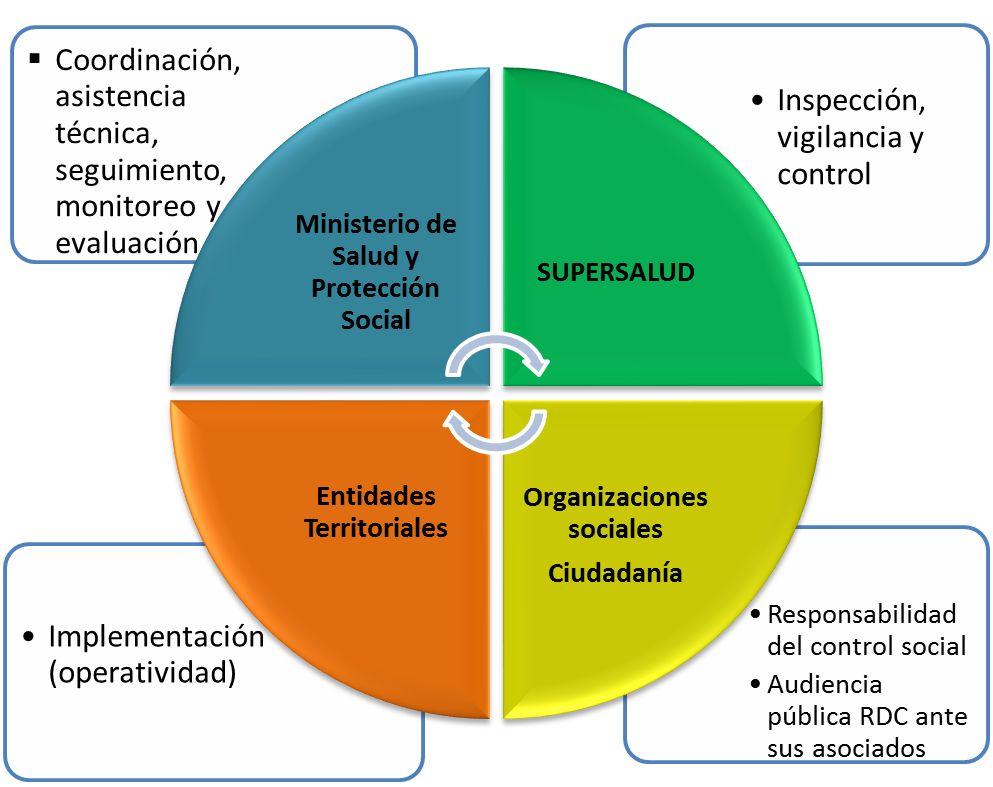 ▪ Coordinación,
asistencia
técnica,
seguimiento,
monitoreo y
evaluación
• Inspección,
vigilancia y
control
Ministerio de
Salud y
Protección
Social
SUPERSALUD
Entidades
Territoriales
Organizaciones
sociales
Ciudadanía
• Implementación
(operatividad)
• Responsabilidad
del control social
• Audiencia
pública RDC ante
sus asociados